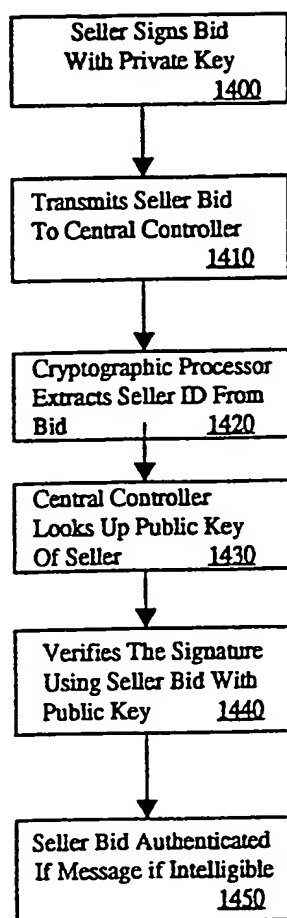 Seller Signs Bid
With Private Key
1400
Transmits Seller Bid
To Central Controller
1410
Cryptographic Processor
Extracts Seller ID From
Bid 1420
Central Controller
Looks Up Public Key
Of Seller 1430
Verifies The Signature
Using Seller Bid With
Public Key 1440
Seller Bid Authenticated
If Message if Intelligible
1450